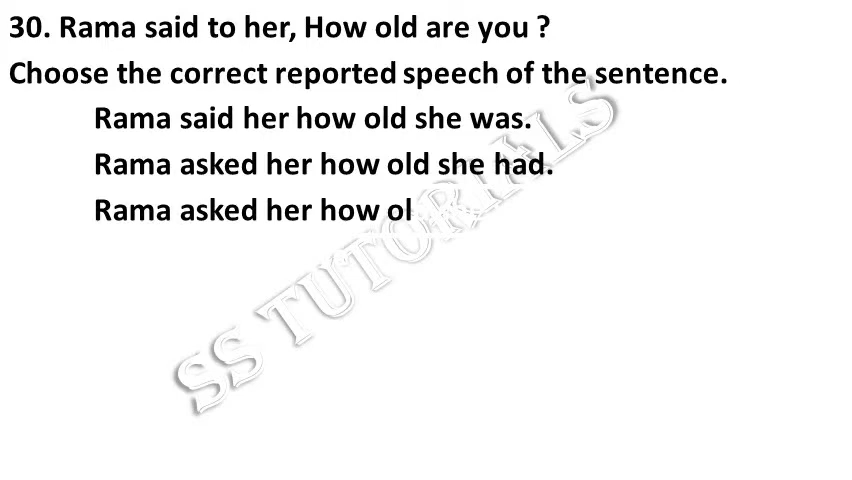 30. Rama said to her, How old are you ?
Choose the correct reported speech of the sentence.
Rama said her how old she was.
Rama asked her how old she had.
Rama asked her how ol
SS TUTORIALS